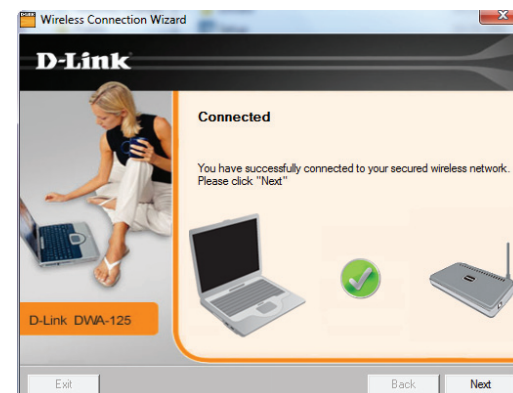 Wireless Connection Wizard
D-Link
Connected
You have successfully connected to your secured wireless network.
Please click "Next"
D-Link DWA-125
Exit
Back
Next